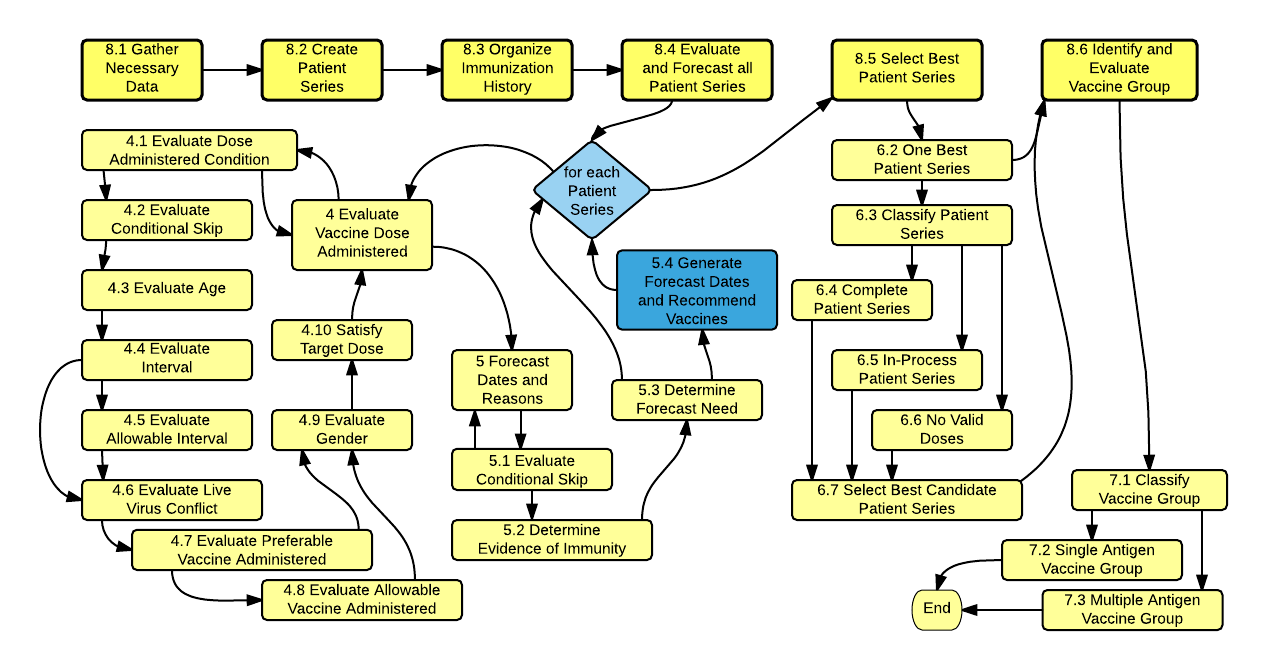 8.1 Gather
Necessary
Data
8.2 Create
Patient
Series
8.3 Organize
Immunization
History
8.4 Evaluate
and Forecast all
Patient Series
8.5 Select Best
Patient Series
8.6 Identify and
Evaluate
Vaccine Group
4.1 Evaluate Dose
Administered Condition
4.2 Evaluate
Conditional Skip
4.3 Evaluate Age
4.4 Evaluate
Interval
4.5 Evaluate
Allowable Interval
4.6 Evaluate Live
Virus Conflict
4.7 Evaluate Preferable
Vaccine Administered
4.8 Evaluate Allowable
Vaccine Administered
4 Evaluate
Vaccine Dose
Administered
4.10 Satisfy
Target Dose
4.9 Evaluate
Gender
for each
Patient
Series
5.4 Generate
Forecast Dates
and Recommend
Vaccines
5 Forecast
Dates and
Reasons
5.3 Determine
Forecast Need
5.1 Evaluate
Conditional Skip
5.2 Determine
Evidence of Immunity
6.2 One Best
Patient Series
6.3 Classify Patient
Series
6.4 Complete
Patient Series
6.5 In-Process
Patient Series
6.6 No Valid
Doses
6.7 Select Best Candidate
Patient Series
7.1 Classify
Vaccine Group
7.2 Single Antigen
Vaccine Group
7.3 Multiple Antigen
Vaccine Group
End